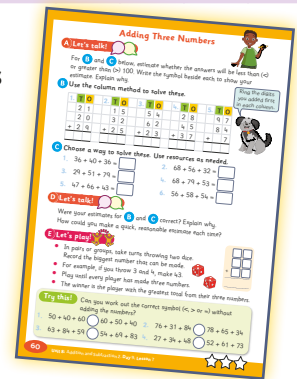 Adding Three Numbers
A Let's talk!
For B and C below, estimate whether the answers will be less than (<)
or greater than (>) 100. Write the symbol beside each to show your
estimate. Explain why.
B Use the column method to solve these.
Ring the digits
you added first
in each column.
1. T O 2. T O 3. T O 4. T O 5. T O
2 1 1 5 5 4 2 8 9 7
2 0 3 2 6 2 4 5 8 4
+ 2 9 + 2 5 + 2 3 + 3 7 + 7
C Choose a way to solve these. Use resources as needed.
1. 36 + 40 + 36 =
2. 68 + 56 + 32 =
3. 29 + 51 + 79 =
4. 68 + 79 + 53 =
5. 47 + 66 + 43 =
6. 56 + 58 + 54 =
D Let's talk!
Were your estimates for B and C correct? Explain why.
How could you make a quick, reasonable estimate each time?
E Let's play!
In pairs or groups, take turns throwing two dice.
Record the biggest number that can be made.
For example, if you throw 3 and 4, make 43.
Play until every player has made three numbers.
The winner is the player with the greatest total from their three numbers.
Try this!
Can you work out the correct symbol (<, > or =) without
adding the numbers?
1. 50 + 40 + 60 60 + 50 + 40
2. 76 + 31 + 84 78 + 65 + 34
3. 63 + 84 + 59 54 + 69 + 83
4. 27 + 34 + 48 52 + 61 + 73
60